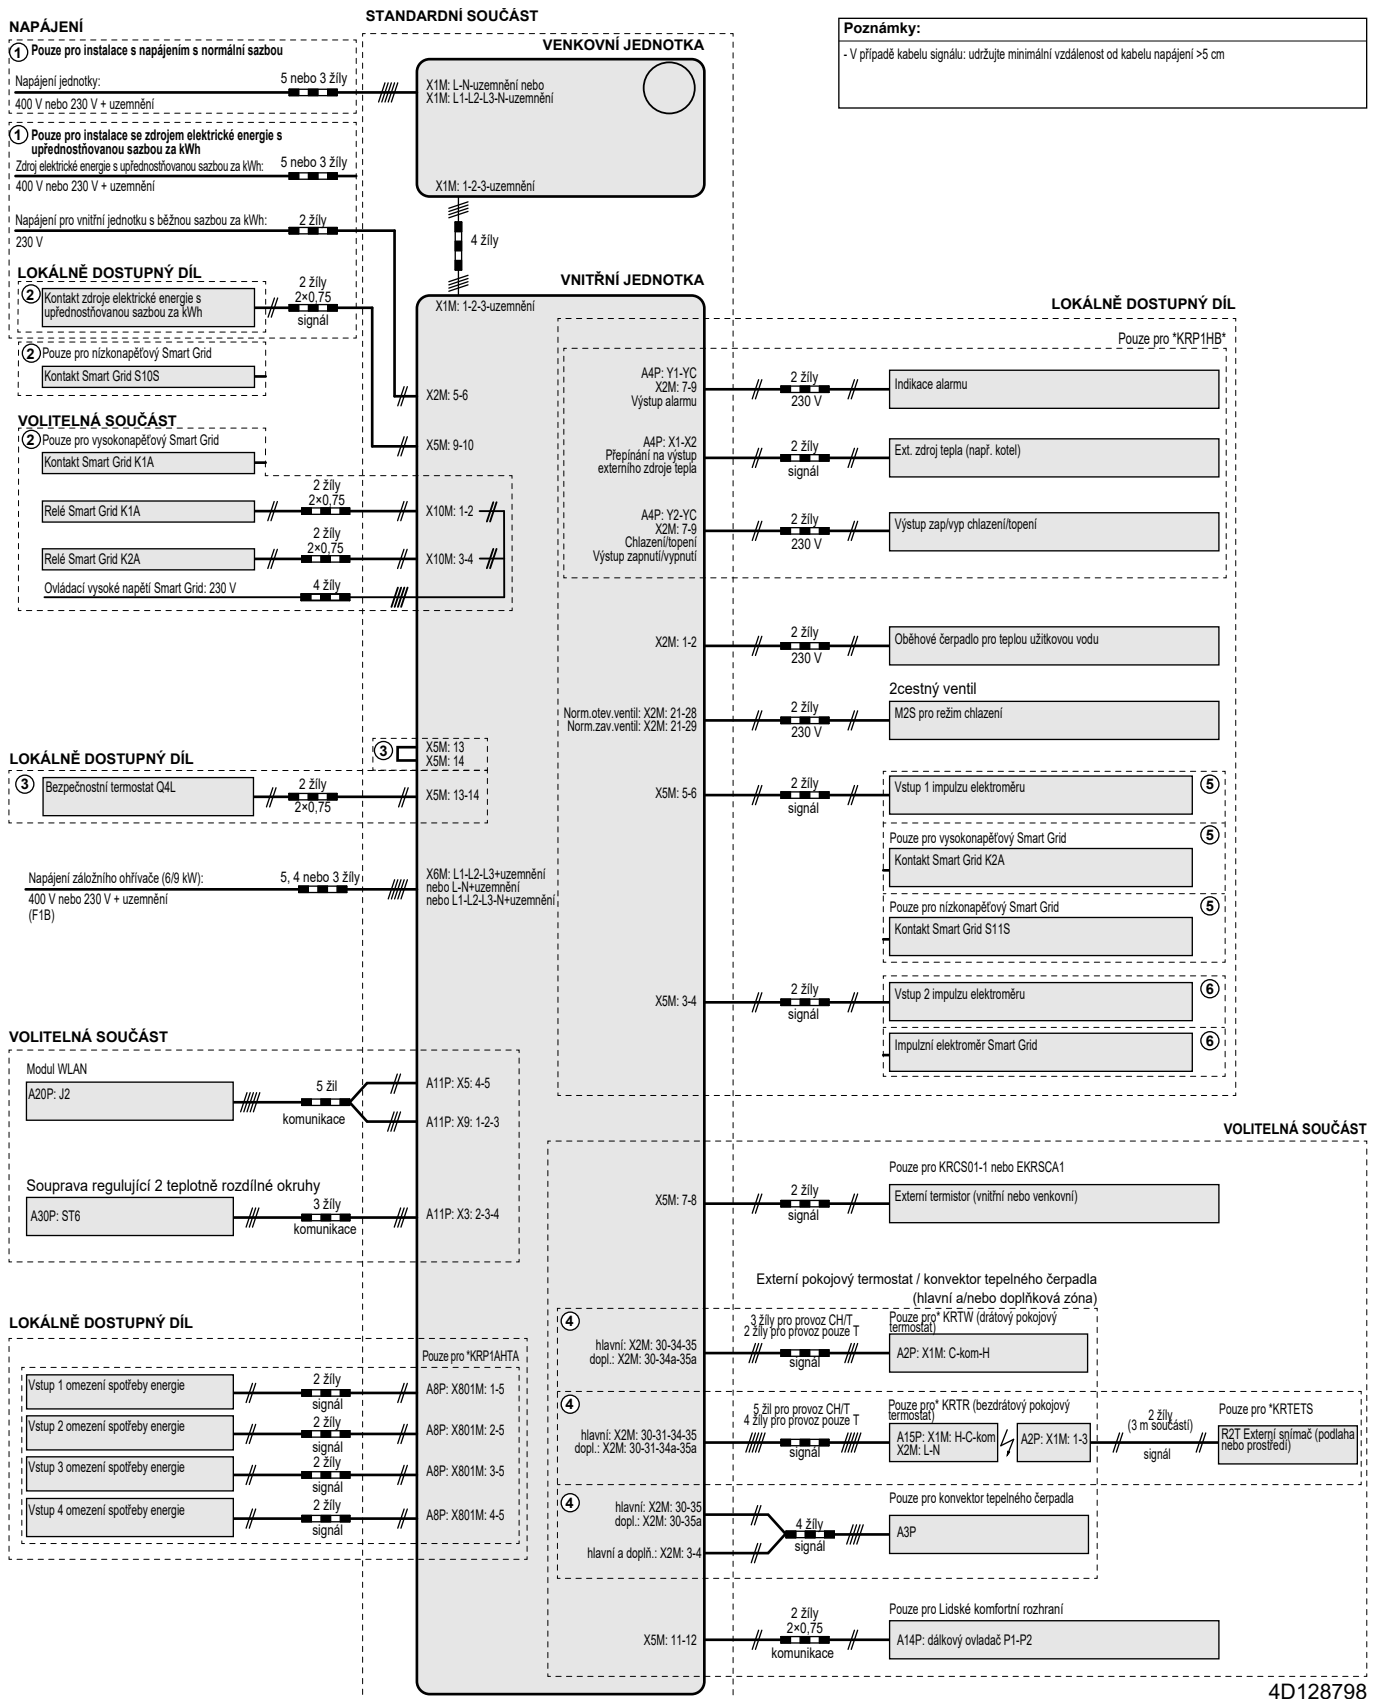 NAPÁJENÍ
① Pouze pro instalace s napájením s normální sazbou
Napájení jednotky:
5 nebo 3 žíly
400 V nebo 230 V + uzemnění
① Pouze pro instalace se zdrojem elektrické energie s
upřednostňovanou sazbou za kWh
Zdroj elektrické energie s upřednostňovanou sazbou za kWh:
5 nebo 3 žíly
400 V nebo 230 V + uzemnění
Napájení pro vnitřní jednotku s běžnou sazbou za kWh:
2 žíly
230 V
LOKÁLNĚ DOSTUPNÝ DÍL
② Kontakt zdroje elektrické energie s
upřednostňovanou sazbou za kWh
2 žíly
2×0,75
signál
② Pouze pro nízkonapěťový Smart Grid
Kontakt Smart Grid S10S
VOLITELNÁ SOUČÁST
② Pouze pro vysokonapěťový Smart Grid
Kontakt Smart Grid K1A
2 žíly
2×0,75
Relé Smart Grid K1A
2 žíly
2×0,75
Relé Smart Grid K2A
Ovládací vysoké napětí Smart Grid: 230 V
4 žíly
LOKÁLNĚ DOSTUPNÝ DÍL
③ Bezpečnostní termostat Q4L
2 žíly
2×0,75
Napájení záložního ohřívače (6/9 kW):
5, 4 nebo 3 žíly
400 V nebo 230 V + uzemnění
(F1B)
VOLITELNÁ SOUČÁST
Modul WLAN
A20P: J2
5 žil
komunikace
Souprava regulující 2 teplotně rozdílné okruhy
A30P: ST6
3 žíly
komunikace
LOKÁLNĚ DOSTUPNÝ DÍL
Vstup 1 omezení spotřeby energie
2 žíly
signál
Vstup 2 omezení spotřeby energie
2 žíly
signál
Vstup 3 omezení spotřeby energie
2 žíly
signál
Vstup 4 omezení spotřeby energie
2 žíly
signál
STANDARDNÍ SOUČÁST
VENKOVNÍ JEDNOTKA
X1M: L-N-uzemnění nebo
X1M: L1-L2-L3-N-uzemnění
X1M: 1-2-3-uzemnění
4 žíly
VNITŘNÍ JEDNOTKA
X1M: 1-2-3-uzemnění
X2M: 5-6
X5M: 9-10
X10M: 1-2
X10M: 3-4
③
X5M: 13
X5M: 14
X5M: 13-14
X6M: L1-L2-L3+uzemnění
nebo L-N+uzemnění
nebo L1-L2-L3-N+uzemnění
A11P: X5: 4-5
A11P: X9: 1-2-3
A11P: X3: 2-3-4
Pouze pro *KRP1AHTA
A8P: X801M: 1-5
A8P: X801M: 2-5
A8P: X801M: 3-5
A8P: X801M: 4-5
Poznámky:
- V případě kabelu signálu: udržujte minimální vzdálenost od kabelu napájení >5 cm
LOKÁLNĚ DOSTUPNÝ DÍL
Pouze pro *KRP1HB*
A4P: Y1-YC
X2M: 7-9
Výstup alarmu
2 žíly
230 V
Indikace alarmu
A4P: X1-X2
Přepínání na výstup
externího zdroje tepla
2 žíly
signál
Ext. zdroj tepla (např. kotel)
A4P: Y2-YC
X2M: 7-9
Chlazení/topení
Výstup zapnutí/vypnutí
2 žíly
230 V
Výstup zap/vyp chlazení/topení
X2M: 1-2
2 žíly
230 V
Oběhové čerpadlo pro teplou užitkovou vodu
2cestný ventil
Norm.otev.ventil: X2M: 21-28
Norm.zav.ventil: X2M: 21-29
2 žíly
230 V
M2S pro režim chlazení
X5M: 5-6
2 žíly
signál
Vstup 1 impulzu elektroměru
⑤
Pouze pro vysokonapěťový Smart Grid
⑤
Kontakt Smart Grid K2A
Pouze pro nízkonapěťový Smart Grid
⑤
Kontakt Smart Grid S11S
X5M: 3-4
2 žíly
signál
Vstup 2 impulzu elektroměru
⑥
Impulzní elektroměr Smart Grid
⑥
VOLITELNÁ SOUČÁST
Pouze pro KRCS01-1 nebo EKRSCA1
X5M: 7-8
2 žíly
signál
Externí termistor (vnitřní nebo venkovní)
Externí pokojový termostat / konvektor tepelného čerpadla
(hlavní a/nebo doplňková zóna)
④
hlavní: X2M: 30-34-35
dopl.: X2M: 30-34a-35a
3 žíly pro provoz CH/T
2 žíly pro provoz pouze T
signál
Pouze pro* KRTW (drátový pokojový
termostat)
A2P: X1M: C-kom-H
④
hlavní: X2M: 30-31-34-35
dopl.: X2M: 30-31-34a-35a
5 žil pro provoz CH/T
4 žíly pro provoz pouze T
signál
Pouze pro* KRTR (bezdrátový pokojový
termostat)
A15P: X1M: H-C-kom
X2M: L-N
A2P: X1M: 1-3
2 žíly
(3 m součástí)
signál
Pouze pro *KRTETS
R2T Externí snímač (podlaha
nebo prostředí)
④
hlavní: X2M: 30-35
dopl.: X2M: 30-35a
hlavní a doplň.: X2M: 3-4
4 žíly
signál
Pouze pro konvektor tepelného čerpadla
A3P
X5M: 11-12
2 žíly
2×0,75
komunikace
Pouze pro Lidské komfortní rozhraní
A14P: dálkový ovladač P1-P2
4D128798